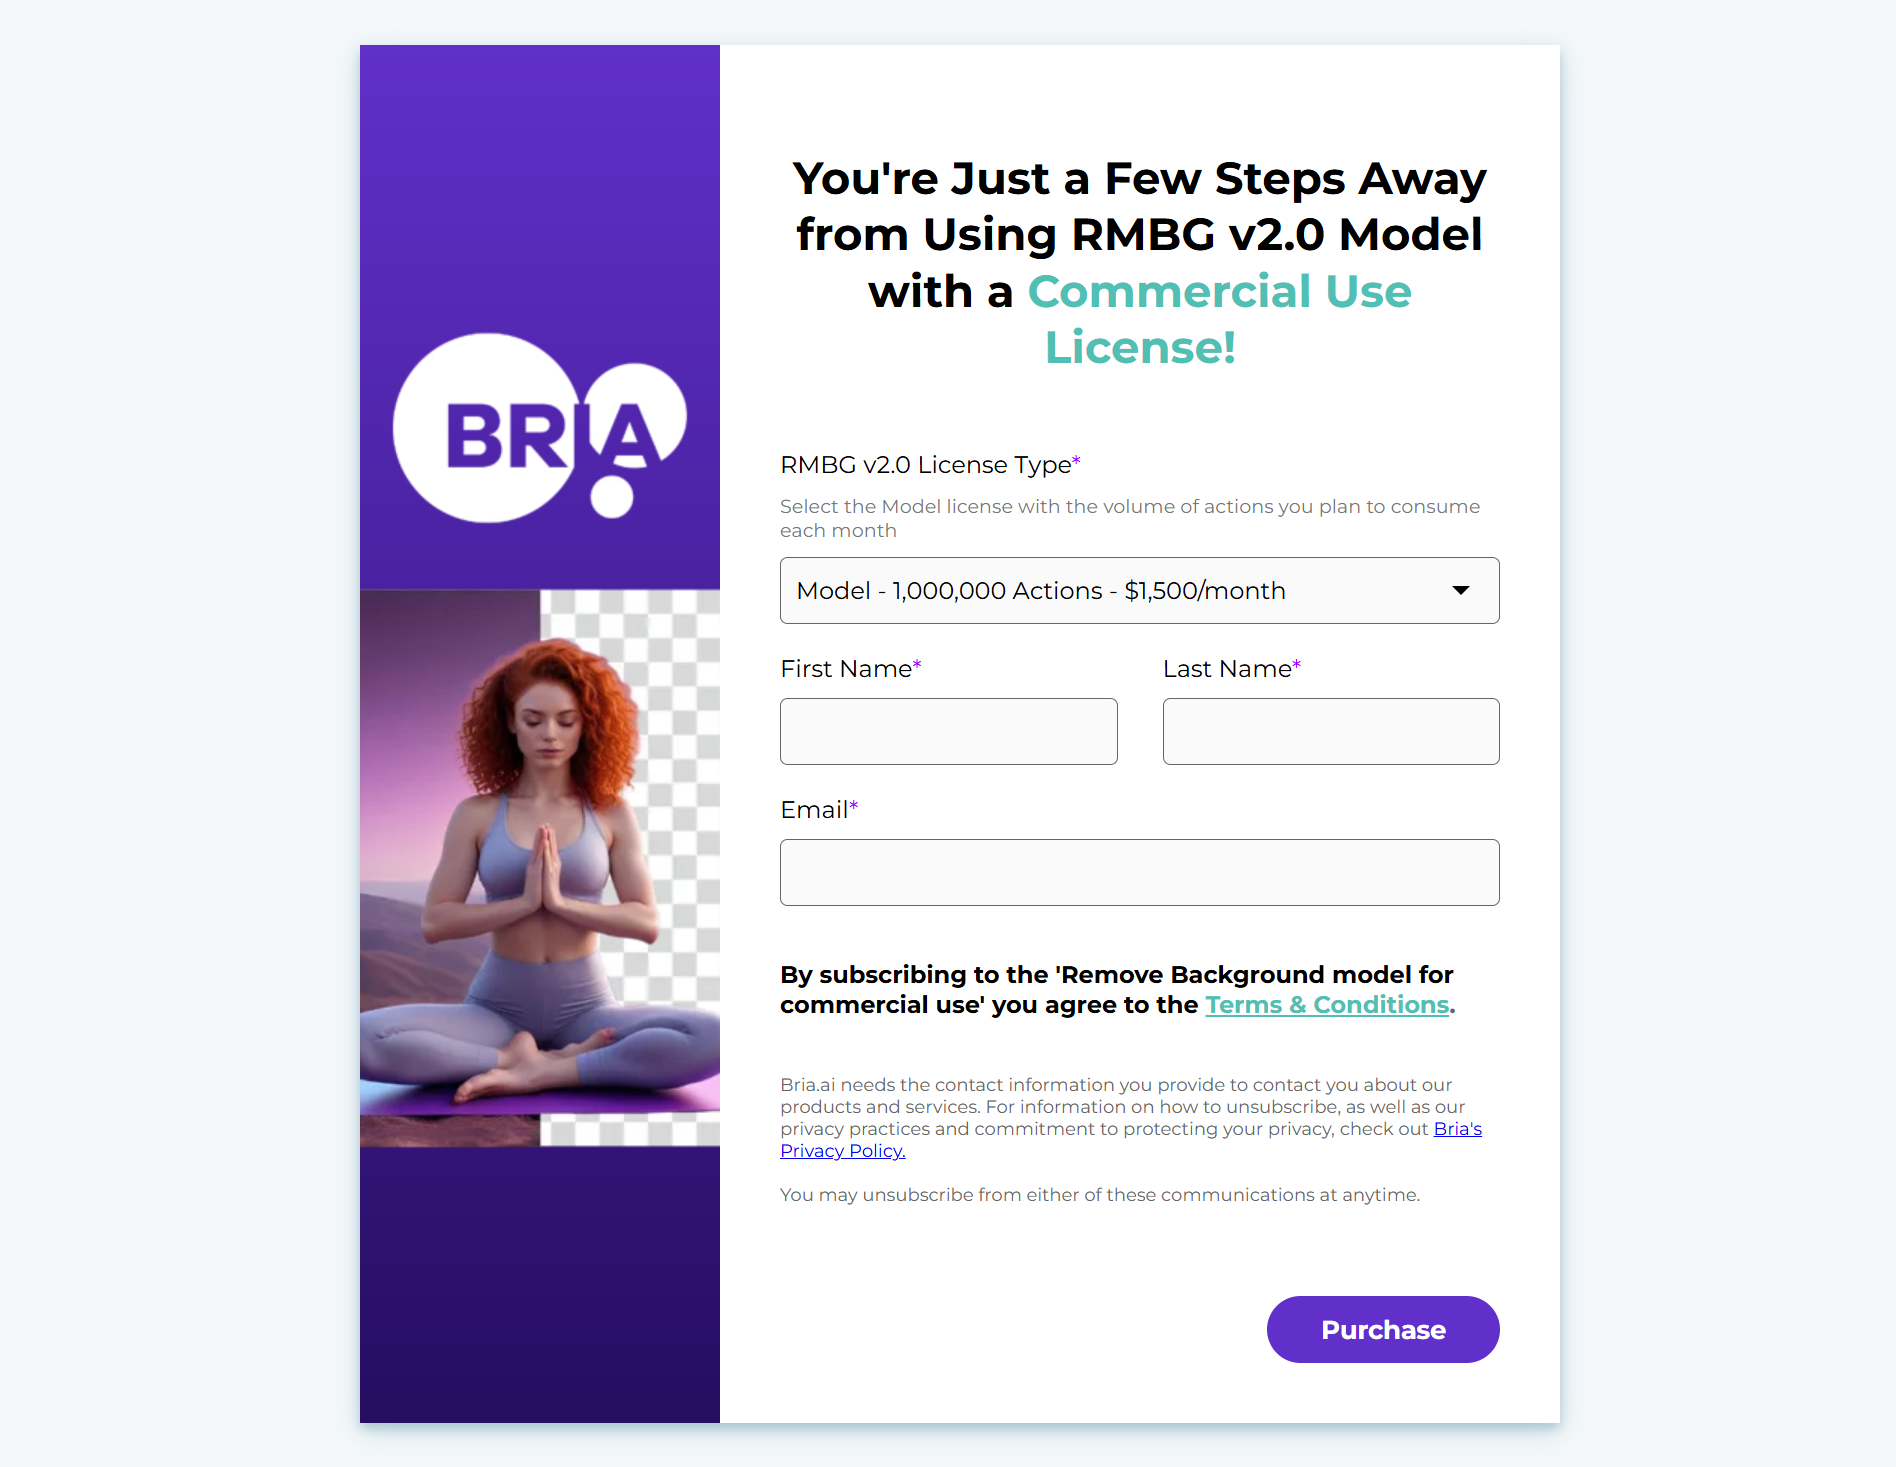 BRIA
You're Just a Few Steps Away
from Using RMBG v2.0 Model
with a Commercial Use
License!
RMBG v2.0 License Type*
Select the Model license with the volume of actions you plan to consume
each month
Model - 1,000,000 Actions - $1,500/month
First Name*
Last Name*
Email*
By subscribing to the 'Remove Background model for
commercial use' you agree to the Terms & Conditions.
Bria.ai needs the contact information you provide to contact you about our
products and services. For information on how to unsubscribe, as well as our
privacy practices and commitment to protecting your privacy, check out Bria's
Privacy Policy.
You may unsubscribe from either of these communications at anytime.
Purchase